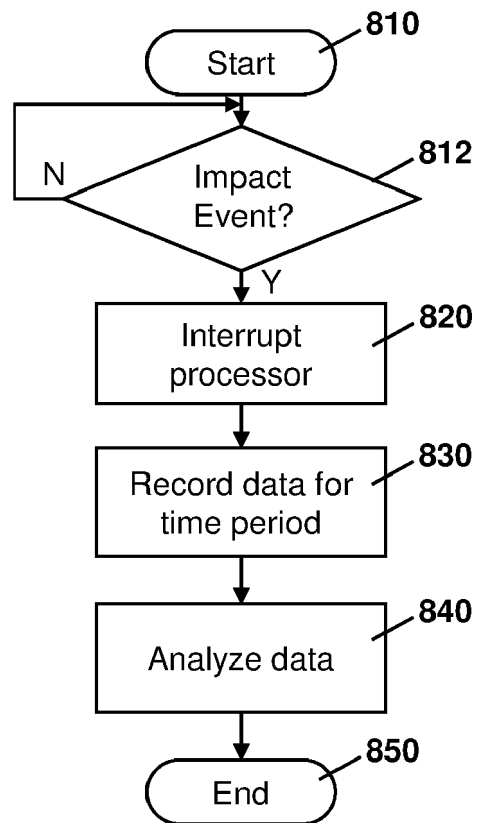 810
Start
812
N
Impact
Event?
Y
820
Interrupt
processor
830
Record data for
time period
840
Analyze data
850
End